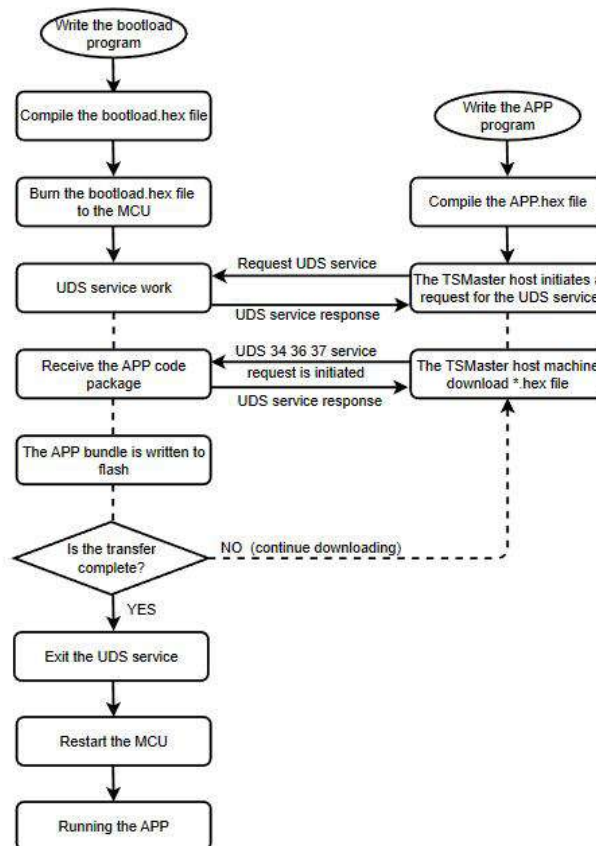 Write the bootload
program
Compile the bootload.hex file
Write the APP
program
Burn the bootload.hex file
to the MCU
Compile the APP.hex file
Request UDS service
UDS service work
The TSMaster host initiates a
request for the UDS service
UDS service response
UDS 34 36 37 service
request is initiated
Receive the APP code
package
The TSMaster host machine
download *.hex file
UDS service response
The APP bundle is written to
flash
Is the transfer
complete?
NO (continue downloading)
YES
Exit the UDS service
Restart the MCU
Running the APP